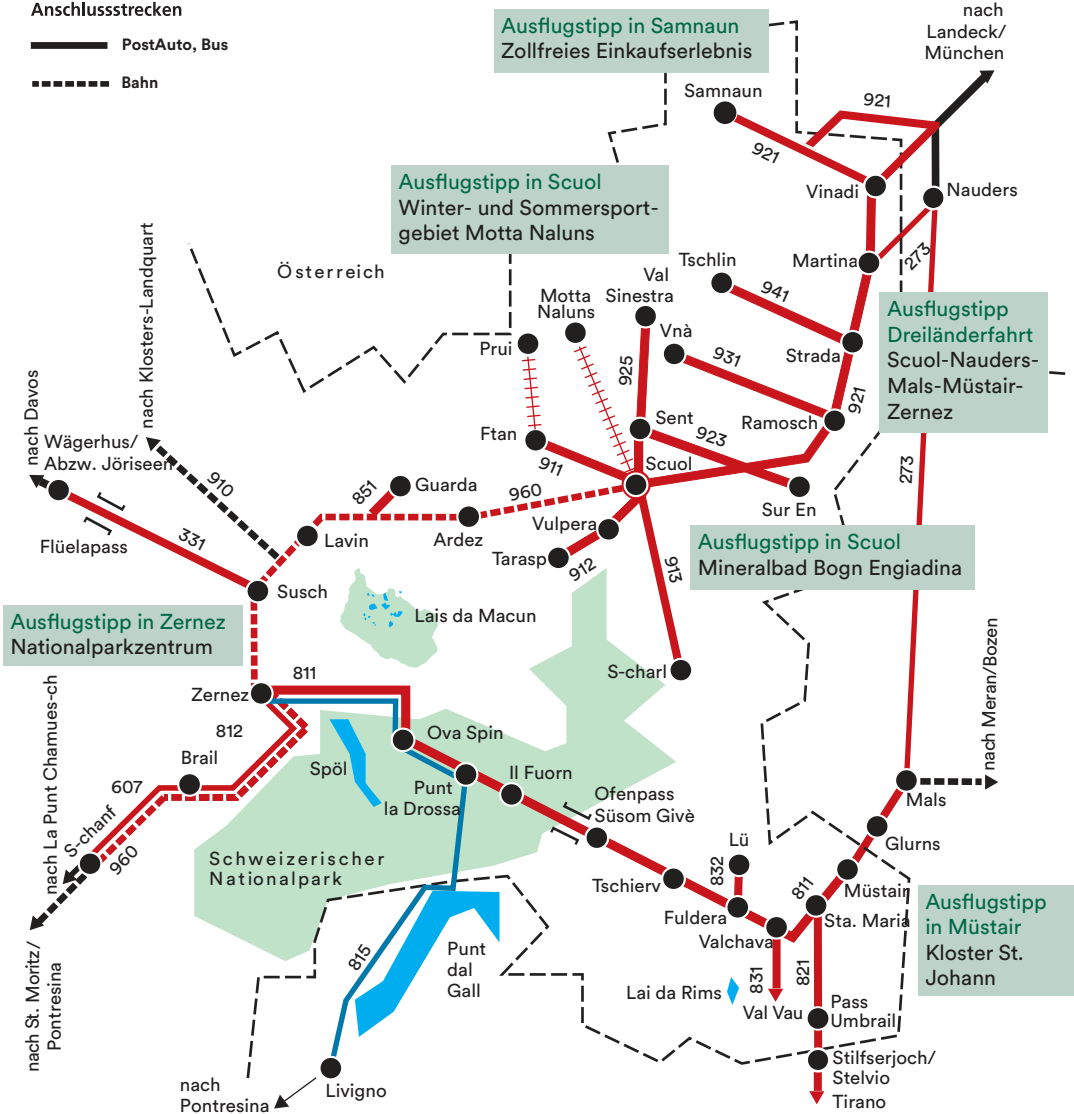 Anschlussstrecken
PostAuto, Bus
Bahn
Ausflugstipp in Samnaun
Zollfreies Einkaufserlebnis
nach
Landeck/
München
Samnaun
921
921
Vinadi
Nauders
Ausflugstipp in Scuol
Winter- und Sommersport-
gebiet Motta Naluns
Österreich
Martina
273
Tschlin
941
Val
Sinestra
Motta
Naluns
Vnà
Prui
925
931
Strada
921
Ausflugstipp
Dreiländerfahrt
Scuol-Nauders-
Mals-Müstair-
Zernez
nach Klosters-Landquart
nach Davos
Wägerhus/
Abzw. Jöriseen
Ftan
911
Sent
923
Ramosch
Scuol
273
910
851
Guarda
960
Sur En
Flüelapass
331
Lavin
Ardez
Vulpera
Tarasp
912
913
Ausflugstipp in Scuol
Mineralbad Bogn Engiadina
Susch
Lais da Macun
Ausflugstipp in Zernez
Nationalparkzentrum
S-charl
nach Meran/Bozen
Zernez
811
812
Ova Spin
Brail
Spöl
Punt
la Drossa
Il Fuorn
Ofenpass
Süsom Givè
Mals
607
nach La Punt Chamues-ch
S-chanf
960
Glurns
Schweizerischer
Nationalpark
Lü
832
Tschierv
Müstair
811
Fuldera
Sta. Maria
Valchava
Ausflugstipp
in Müstair
Kloster St.
Johann
815
Punt
dal
Gall
831
821
Lai da Rims
Val Vau
Pass
Umbrail
nach St. Moritz/
Pontresina
Stilfserjoch/
Stelvio
Livigno
nach
Pontresina
Tirano